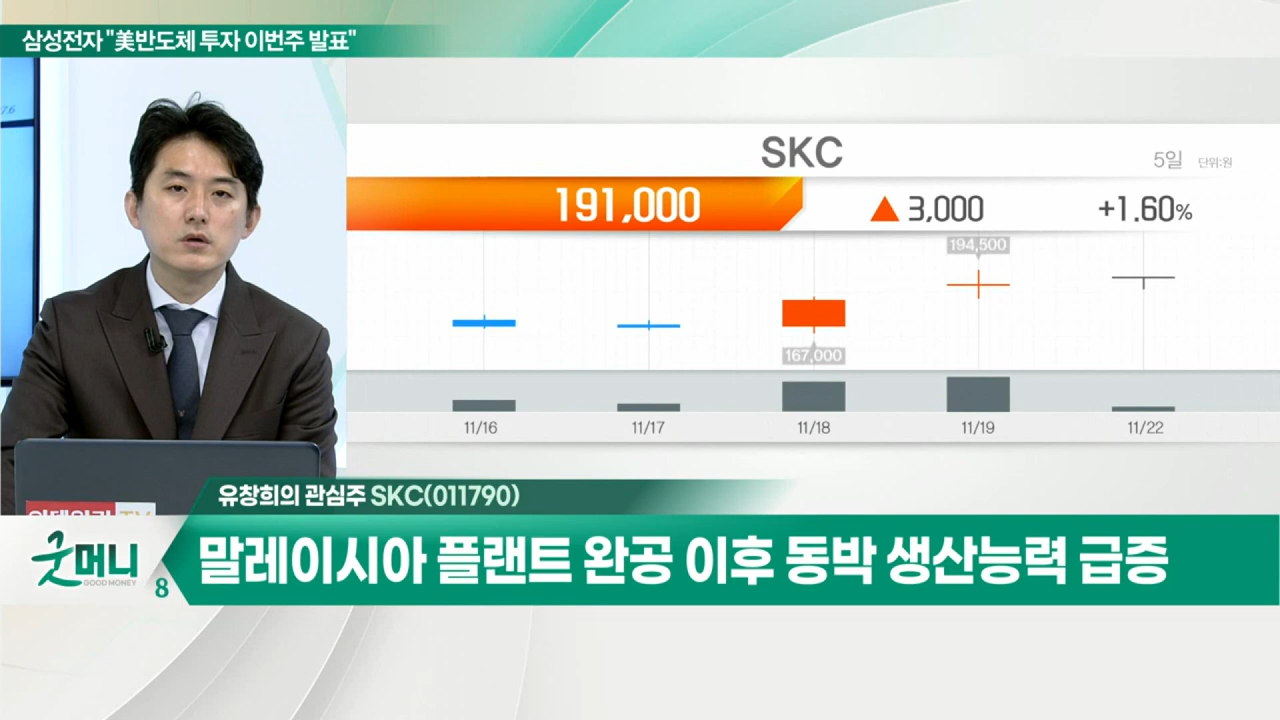 삼성전자 "美반도체 투자 이번주 발표"
7.6
SKC
5일 단위:원
191,000 ▲ 3,000 +1.60%
194,500
167,000
11/16 11/17 11/18 11/19 11/22
유창희의 관심주 SKC(011790)
굿머니
GOOD MONEY
8
말레이시아 플랜트 완공 이후 동박 생산능력 급증